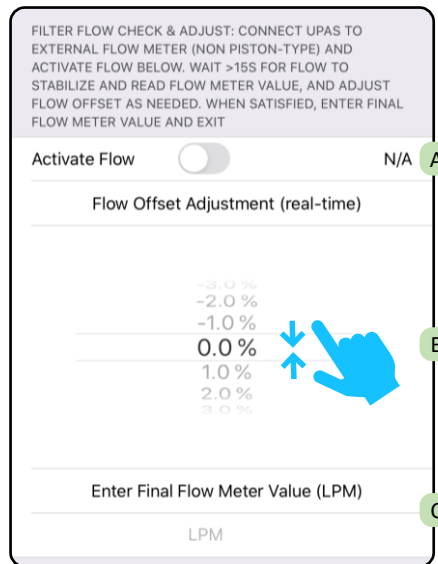 FILTER FLOW CHECK & ADJUST: CONNECT UPAS TO
EXTERNAL FLOW METER (NON PISTON-TYPE) AND
ACTIVATE FLOW BELOW. WAIT >15S FOR FLOW TO
STABILIZE AND READ FLOW METER VALUE, AND ADJUST
FLOW OFFSET AS NEEDED. WHEN SATISFIED, ENTER FINAL
FLOW METER VALUE AND EXIT
Activate Flow N/A A
Flow Offset Adjustment (real-time)
-3.0 %
-2.0 %
-1.0 %
0.0 %
1.0 %
2.0 %
3.0 %
Enter Final Flow Meter Value (LPM)
LPM